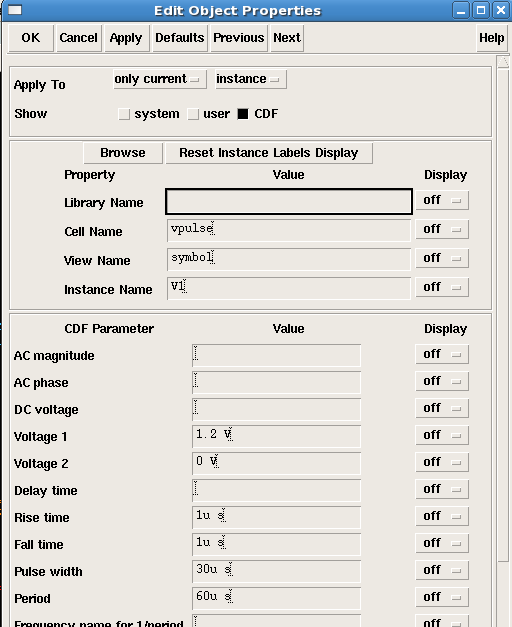 Edit Object Properties
OK Cancel Apply Defaults Previous Next Help
Apply To only current instance
Show system user CDF
Browse Reset Instance Labels Display
Property Value Display
Library Name off
Cell Name vpulse off
View Name symbol off
Instance Name V1 off
CDF Parameter Value Display
AC magnitude off
AC phase off
DC voltage off
Voltage 1 1.2 V off
Voltage 2 0 V off
Delay time off
Rise time 1u s off
Fall time 1u s off
Pulse width 30u s off
Period 60u s off
Frequency name for 1/period off